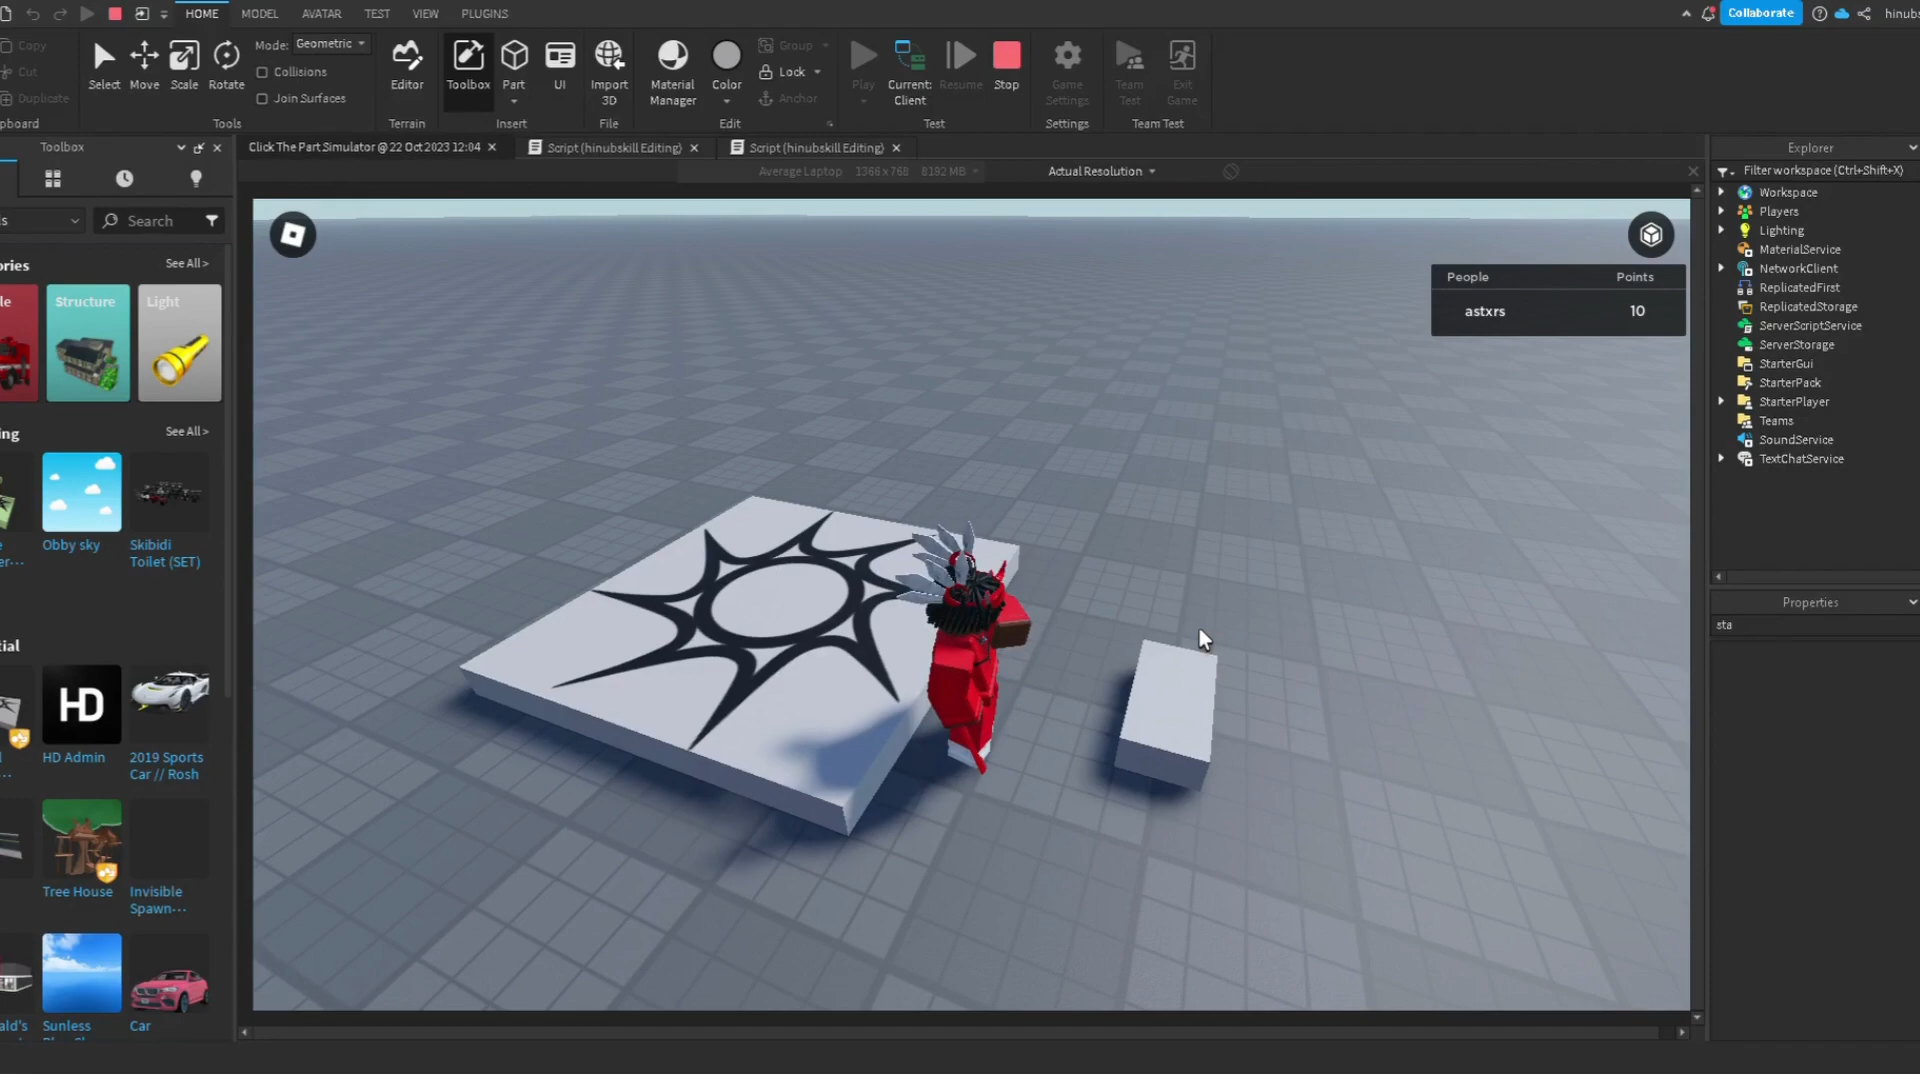 HOME MODEL AVATAR TEST VIEW PLUGINS Collaborate hinubs
Copy
Cut
Duplicate
pboard
Select Move Scale Rotate
Mode: Geometric
Collisions
Join Surfaces
Tools
Editor
Terrain
Toolbox Part UI
Insert
Import 3D
File
Material Manager
Color
Group
Lock
Anchor
Edit
Play Current: Client Resume Stop
Test
Game Settings
Settings
Team Test
Exit Game
Team Test
Toolbox
Click The Part Simulator @ 22 Oct 2023 12:04
Script (hinubskill Editing)
Script (hinubskill Editing)
Average Laptop 1366 x 768 8192 MB
Actual Resolution
s
Search
ories See All >
le Structure Light
ing See All >
e
er...
Obby sky
Skibidi
Toilet (SET)
tial
HD
HD Admin
2019 Sports
Car // Rosh
Tree House
Invisible
Spawn...
ald's
Sunless
Car
People Points
astxrs 10
Explorer
Filter workspace (Ctrl+Shift+X)
Workspace
Players
Lighting
MaterialService
NetworkClient
ReplicatedFirst
ReplicatedStorage
ServerScriptService
ServerStorage
StarterGui
StarterPack
StarterPlayer
Teams
SoundService
TextChatService
Properties
sta